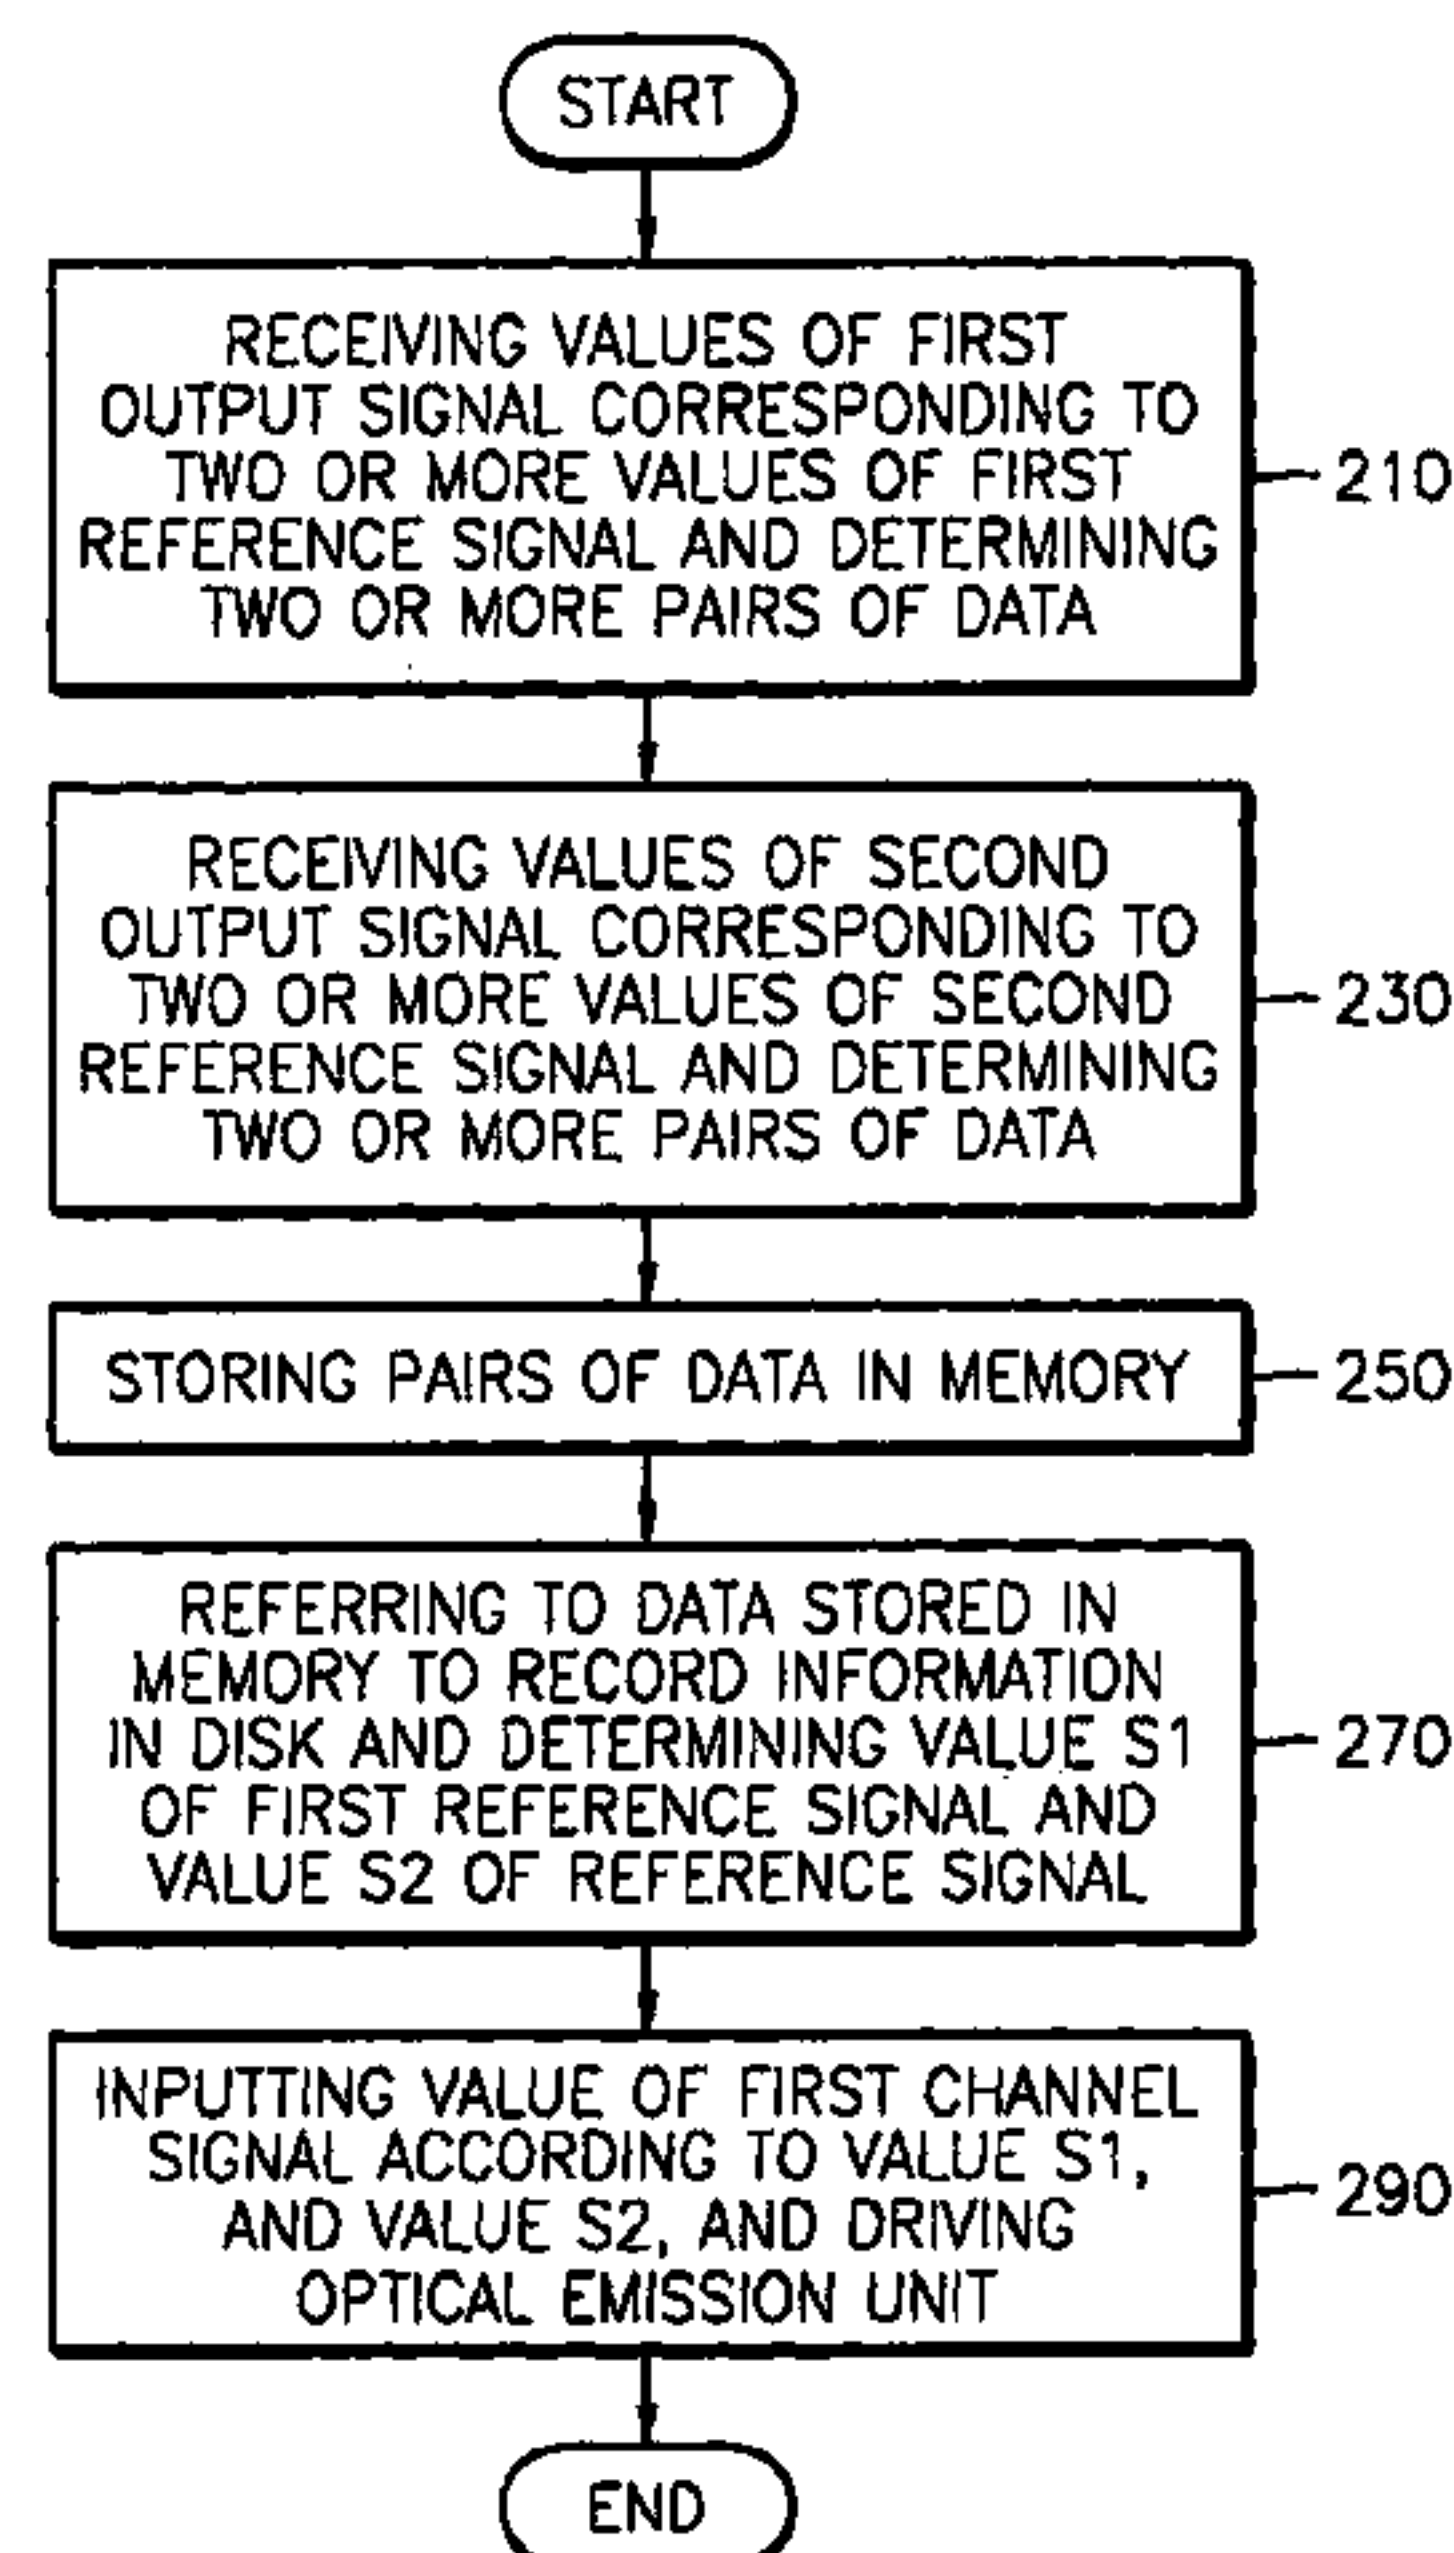 START
RECEIVING VALUES OF FIRST
OUTPUT SIGNAL CORRESPONDING TO
TWO OR MORE VALUES OF FIRST
REFERENCE SIGNAL AND DETERMINING
TWO OR MORE PAIRS OF DATA
210
RECEIVING VALUES OF SECOND
OUTPUT SIGNAL CORRESPONDING TO
TWO OR MORE VALUES OF SECOND
REFERENCE SIGNAL AND DETERMINING
TWO OR MORE PAIRS OF DATA
230
STORING PAIRS OF DATA IN MEMORY
250
REFERRING TO DATA STORED IN
MEMORY TO RECORD INFORMATION
IN DISK AND DETERMINING VALUE S1
OF FIRST REFERENCE SIGNAL AND
VALUE S2 OF REFERENCE SIGNAL
270
INPUTTING VALUE OF FIRST CHANNEL
SIGNAL ACCORDING TO VALUE S1,
AND VALUE S2, AND DRIVING
OPTICAL EMISSION UNIT
290
END